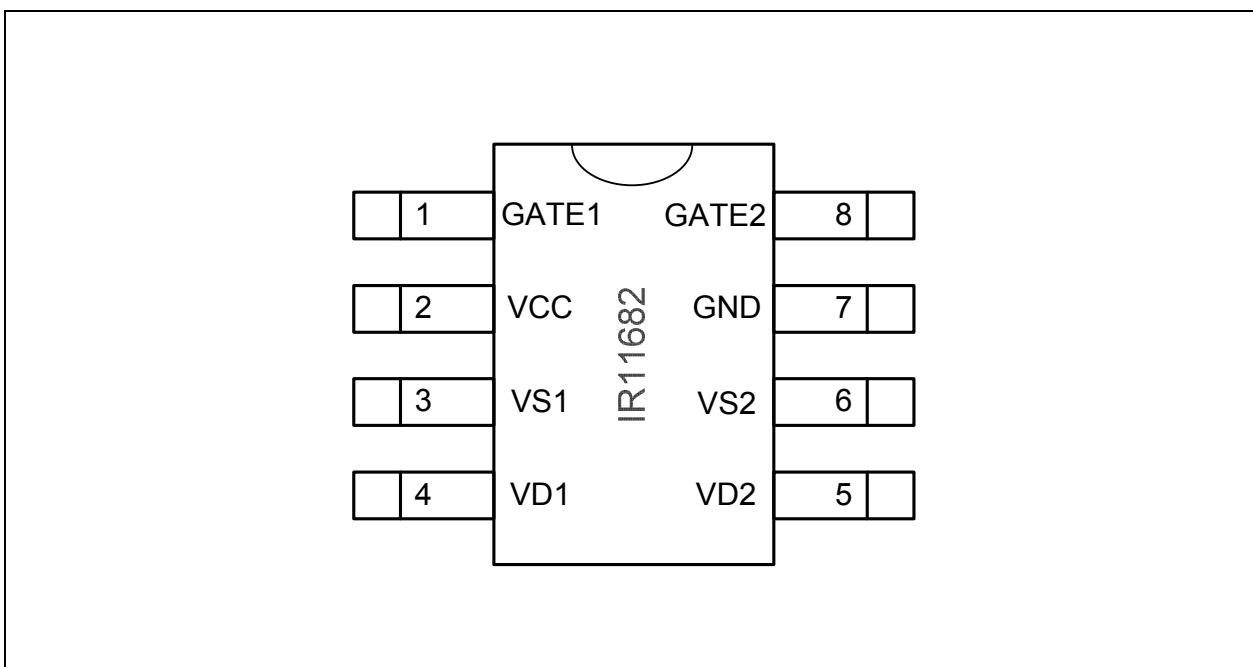 1 GATE1 GATE2 8
2 VCC GND 7
IR11682
3 VS1 VS2 6
4 VD1 VD2 5